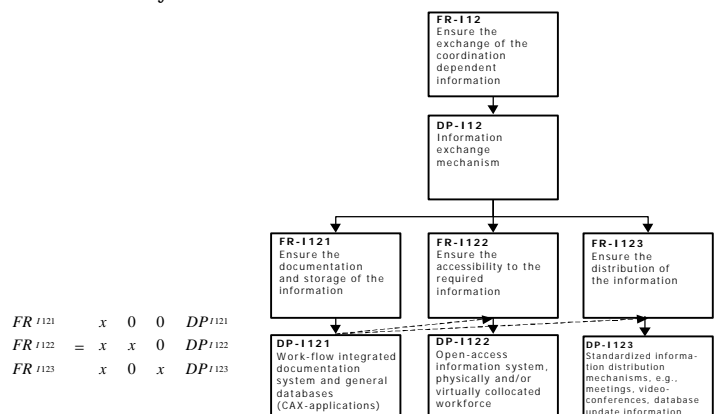 FR-I12
Ensure the
exchange of the
coordination
dependent
information
DP-I12
Information
exchange
mechanism
FR-I121
Ensure the
documentation
and storage of the
information
FR-I122
Ensure the
accessibility to the
required
information
FR-I123
Ensure the
distribution of
the information
DP-I121
Work-flow integrated
documentation
system and general
databases
(CAX-applications)
DP-I122
Open-access
information system,
physically and/or
virtually collocated
workforce
DP-I123
Standardized informa-
tion distribution
mechanisms, e.g.,
meetings, video-
conferences, database
update information
FR I121 x 0 0 DP I121
FR I122 = x x 0 DP I122
FR I123 x 0 x DP I123